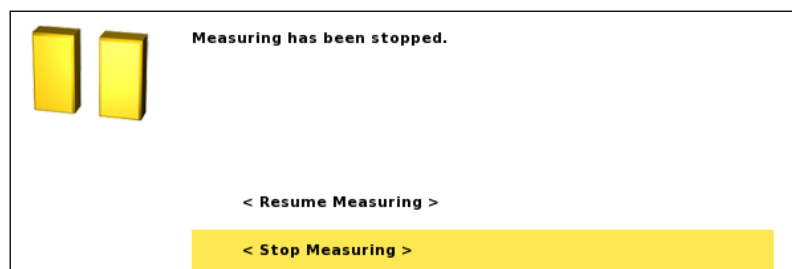 Measuring has been stopped.
< Resume Measuring >
< Stop Measuring >